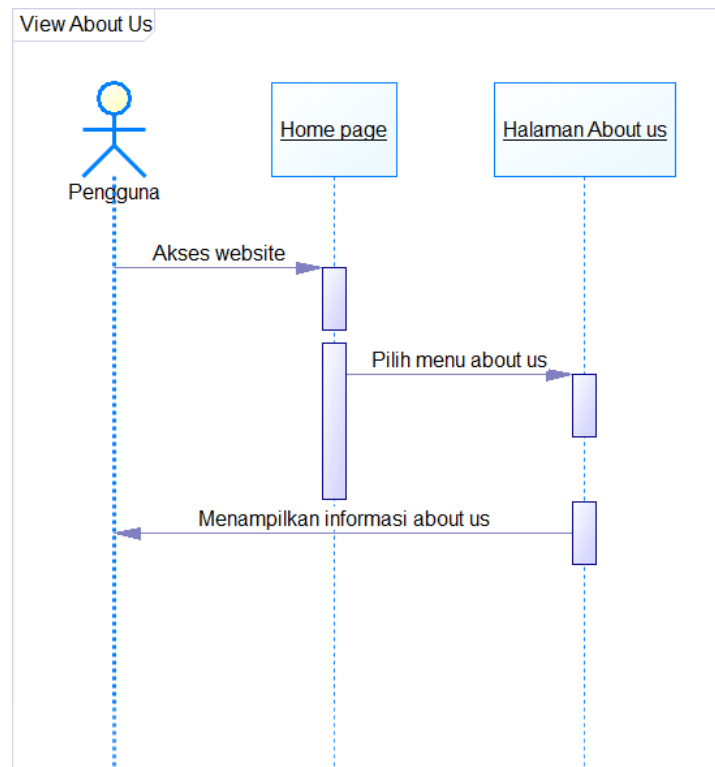 View About Us
Home page
Halaman About us
Pengguna
Akses website
Pilih menu about us
Menampilkan informasi about us